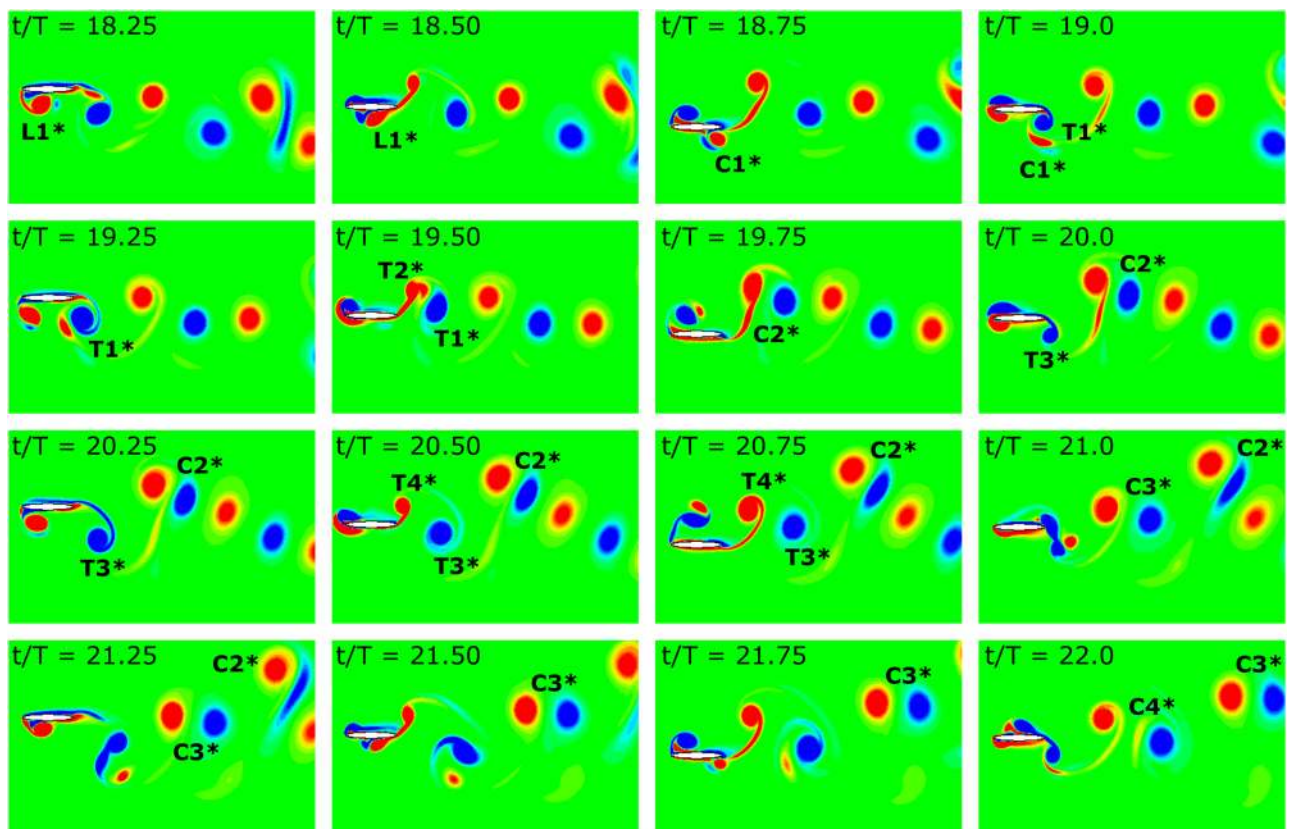 t/T = 18.25
L1*
t/T = 18.50
L1*
t/T = 18.75
C1*
t/T = 19.0
T1*
C1*
t/T = 19.25
T1*
t/T = 19.50
T2*
T1*
t/T = 19.75
C2*
t/T = 20.0
C2*
T3*
t/T = 20.25
C2*
T3*
t/T = 20.50
C2*
T4*
T3*
t/T = 20.75
C2*
T4*
T3*
t/T = 21.0
C2*
C3*
t/T = 21.25
C2*
C3*
t/T = 21.50
C3*
t/T = 21.75
C3*
t/T = 22.0
C3*
C4*